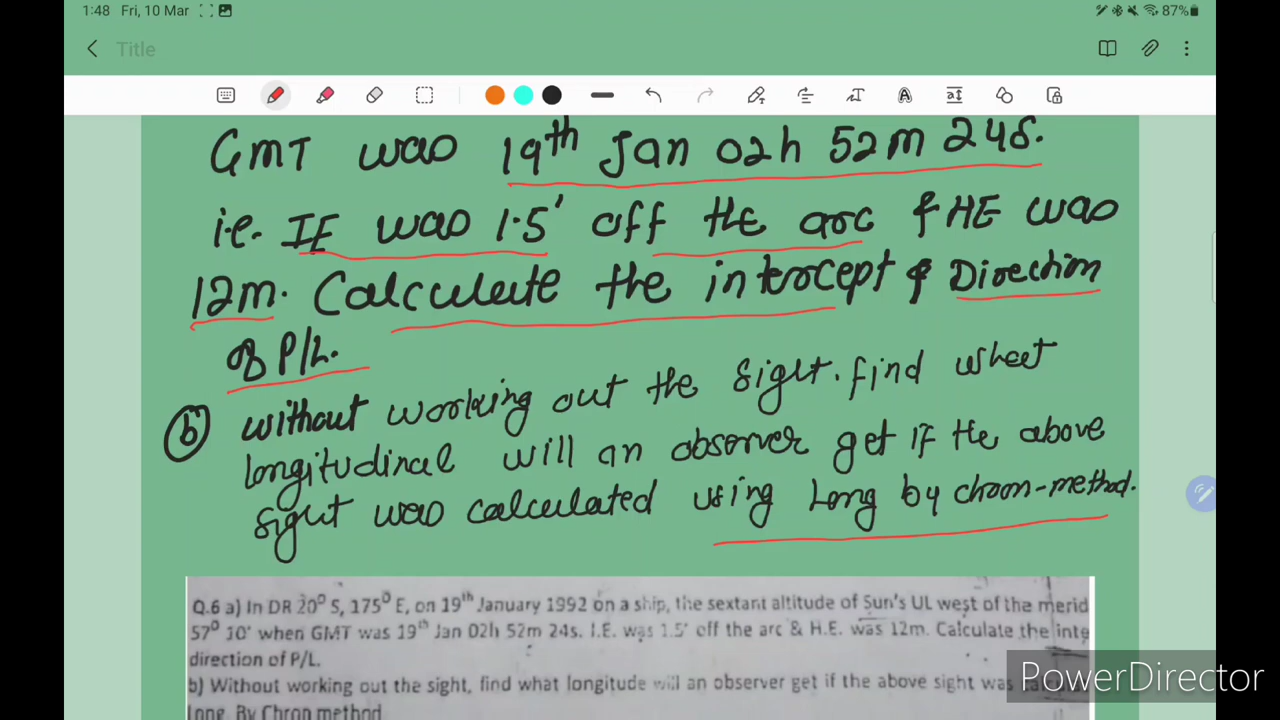 1:48 Fri, 10 Mar
87%
Title
GMT was 19th Jan 02h 52m 24s.
i.e. IE was 1.5' off the arc & HE was
12m. Calculate the intercept & Direction
of P/L.
(b) without working out the sight. find wheet
longitudinal will an observer get if the above
sight was calculated using Long by chron-method.
Q.6 a) In DR 20⁰ S, 175⁰ E, on 19th January 1992 on a ship, the sextant altitude of Sun's UL west of the merid
57⁰ 10' when GMT was 19th Jan 02h 52m 24s. I.E. was 1.5' off the arc & H.E. was 12m. Calculate the inte
direction of P/L.
b) Without working out the sight, find what longitude will an observer get if the above sight was
Long. By Chron method
PowerDirector